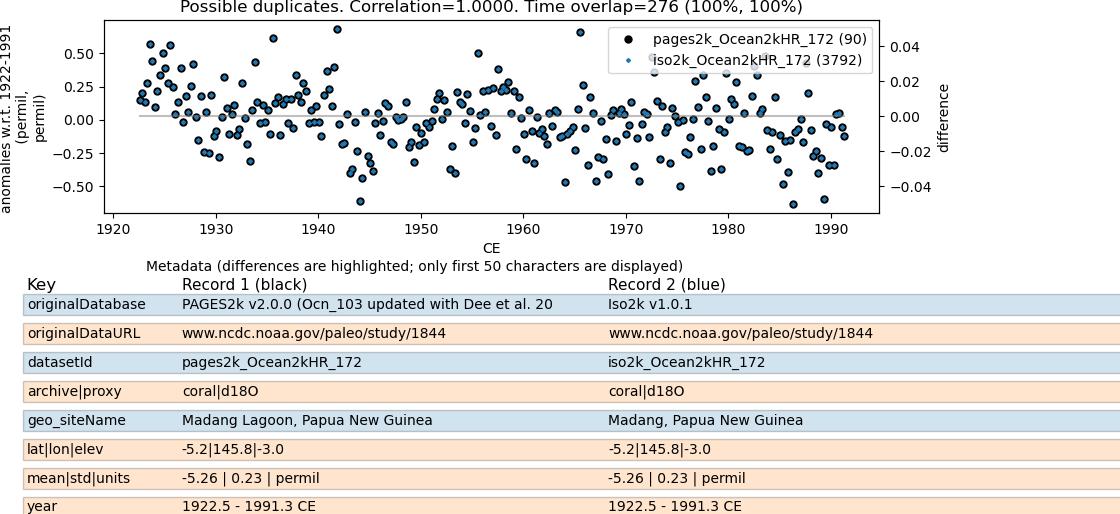 Possible duplicates. Correlation=1.0000. Time overlap=276 (100%, 100%)
anomalies w.r.t. 1922-1991
(permil,
permil)
0.50
0.25
0.00
−0.25
−0.50
pages2k_Ocean2kHR_172 (90)
iso2k_Ocean2kHR_172 (3792)
0.04
0.02
0.00
−0.02
−0.04
difference
1920 1930 1940 1950 1960 1970 1980 1990
CE
Metadata (differences are highlighted; only first 50 characters are displayed)
Key Record 1 (black) Record 2 (blue)
originalDatabase PAGES2k v2.0.0 (Ocn_103 updated with Dee et al. 20 Iso2k v1.0.1
originalDataURL www.ncdc.noaa.gov/paleo/study/1844 www.ncdc.noaa.gov/paleo/study/1844
datasetId pages2k_Ocean2kHR_172 iso2k_Ocean2kHR_172
archive|proxy coral|d18O coral|d18O
geo_siteName Madang Lagoon, Papua New Guinea Madang, Papua New Guinea
lat|lon|elev -5.2|145.8|-3.0 -5.2|145.8|-3.0
mean|std|units -5.26 | 0.23 | permil -5.26 | 0.23 | permil
year 1922.5 - 1991.3 CE 1922.5 - 1991.3 CE